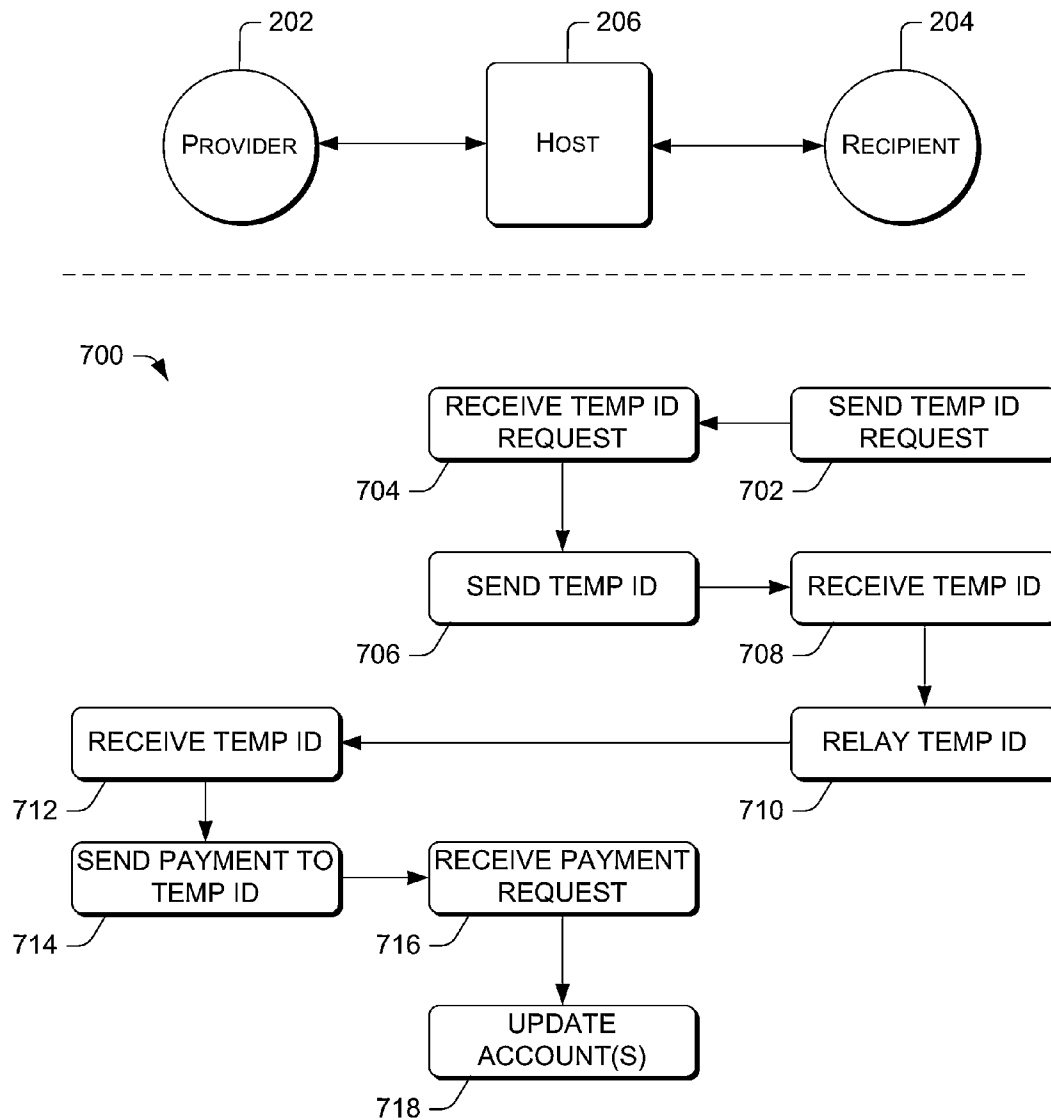 202
206
204
PROVIDER
HOST
RECIPIENT
700
RECEIVE TEMP ID
REQUEST
SEND TEMP ID
REQUEST
704
702
SEND TEMP ID
RECEIVE TEMP ID
706
708
RECEIVE TEMP ID
RELAY TEMP ID
712
710
SEND PAYMENT TO
TEMP ID
RECEIVE PAYMENT
REQUEST
714
716
UPDATE
ACCOUNT(S)
718